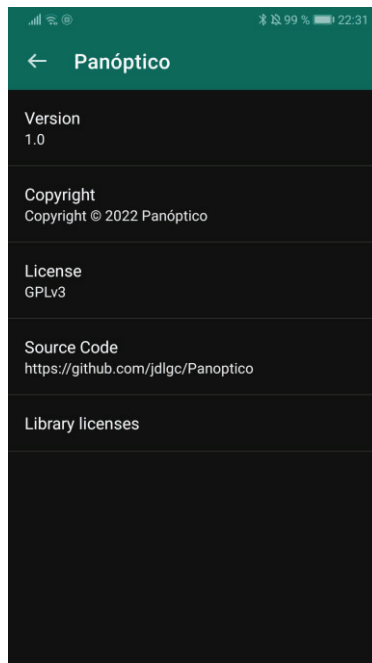 99 % 22:31
Panóptico
Version
1.0
Copyright
Copyright © 2022 Panóptico
License
GPLv3
Source Code
https://github.com/jdlgc/Panoptico
Library licenses